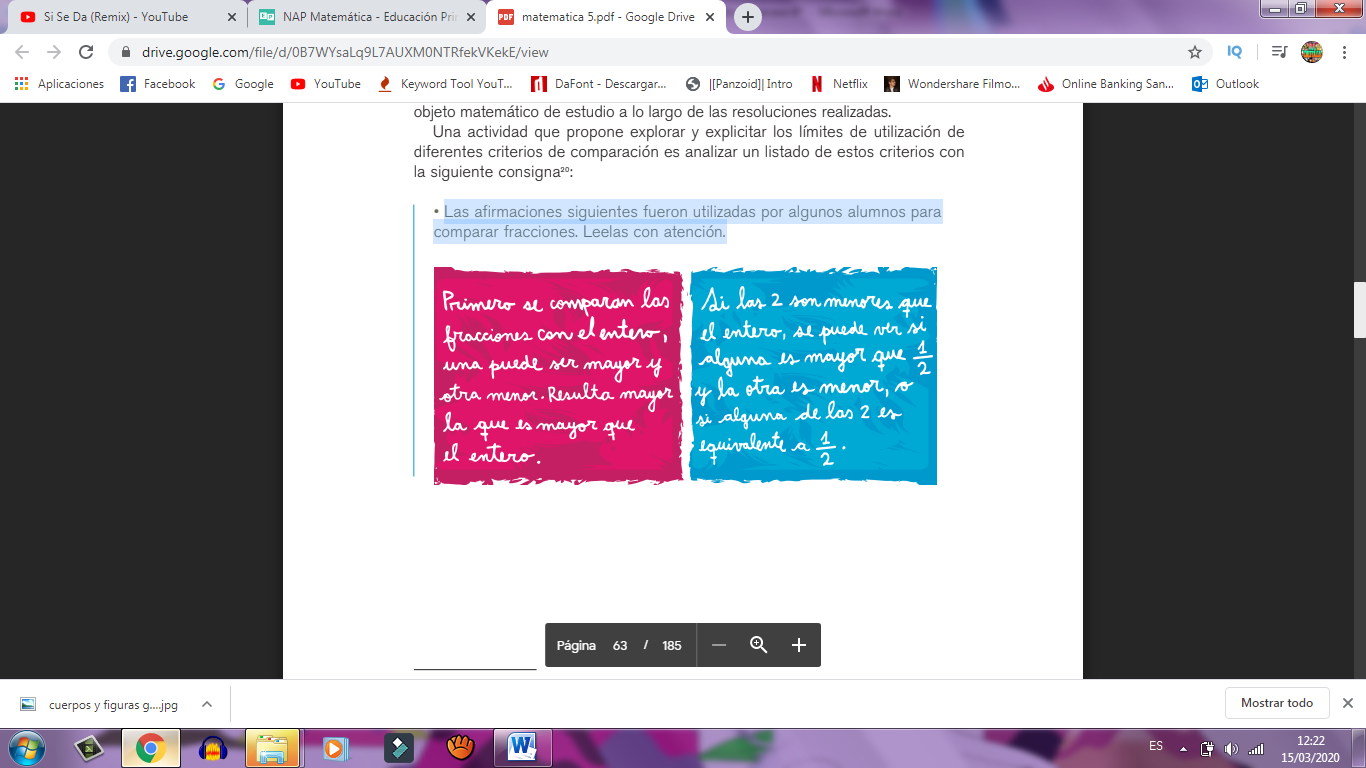 Si Se Da (Remix) - YouTube
NAP Matemática - Educación Pri
matematica 5.pdf - Google Drive
drive.google.com/file/d/0B7WYsaLq9L7AUXM0NTRfekVKekE/view
Aplicaciones
Facebook
Google
YouTube
Keyword Tool YouT...
DaFont - Descargar...
|[Panzoid]| Intro
Netflix
Wondershare Filmo...
Online Banking San...
Outlook
objeto matemático de estudio a lo largo de las resoluciones realizadas.
Una actividad que propone explorar y explicitar los límites de utilización de
diferentes criterios de comparación es analizar un listado de estos criterios con
la siguiente consigna²⁰:
• Las afirmaciones siguientes fueron utilizadas por algunos alumnos para
comparar fracciones. Leelas con atención.
Primero se comparan las
fracciones con el entero,
una puede ser mayor y
otra menor. Resulta mayor
la que es mayor que
el entero.
Si las 2 son menores que
el entero, se puede ver si
alguna es mayor que 1/2
y la otra es menor, o
si alguna de las 2 es
equivalente a 1/2.
Página 63 / 185
cuerpos y figuras g....jpg
Mostrar todo
ES
12:22
15/03/2020